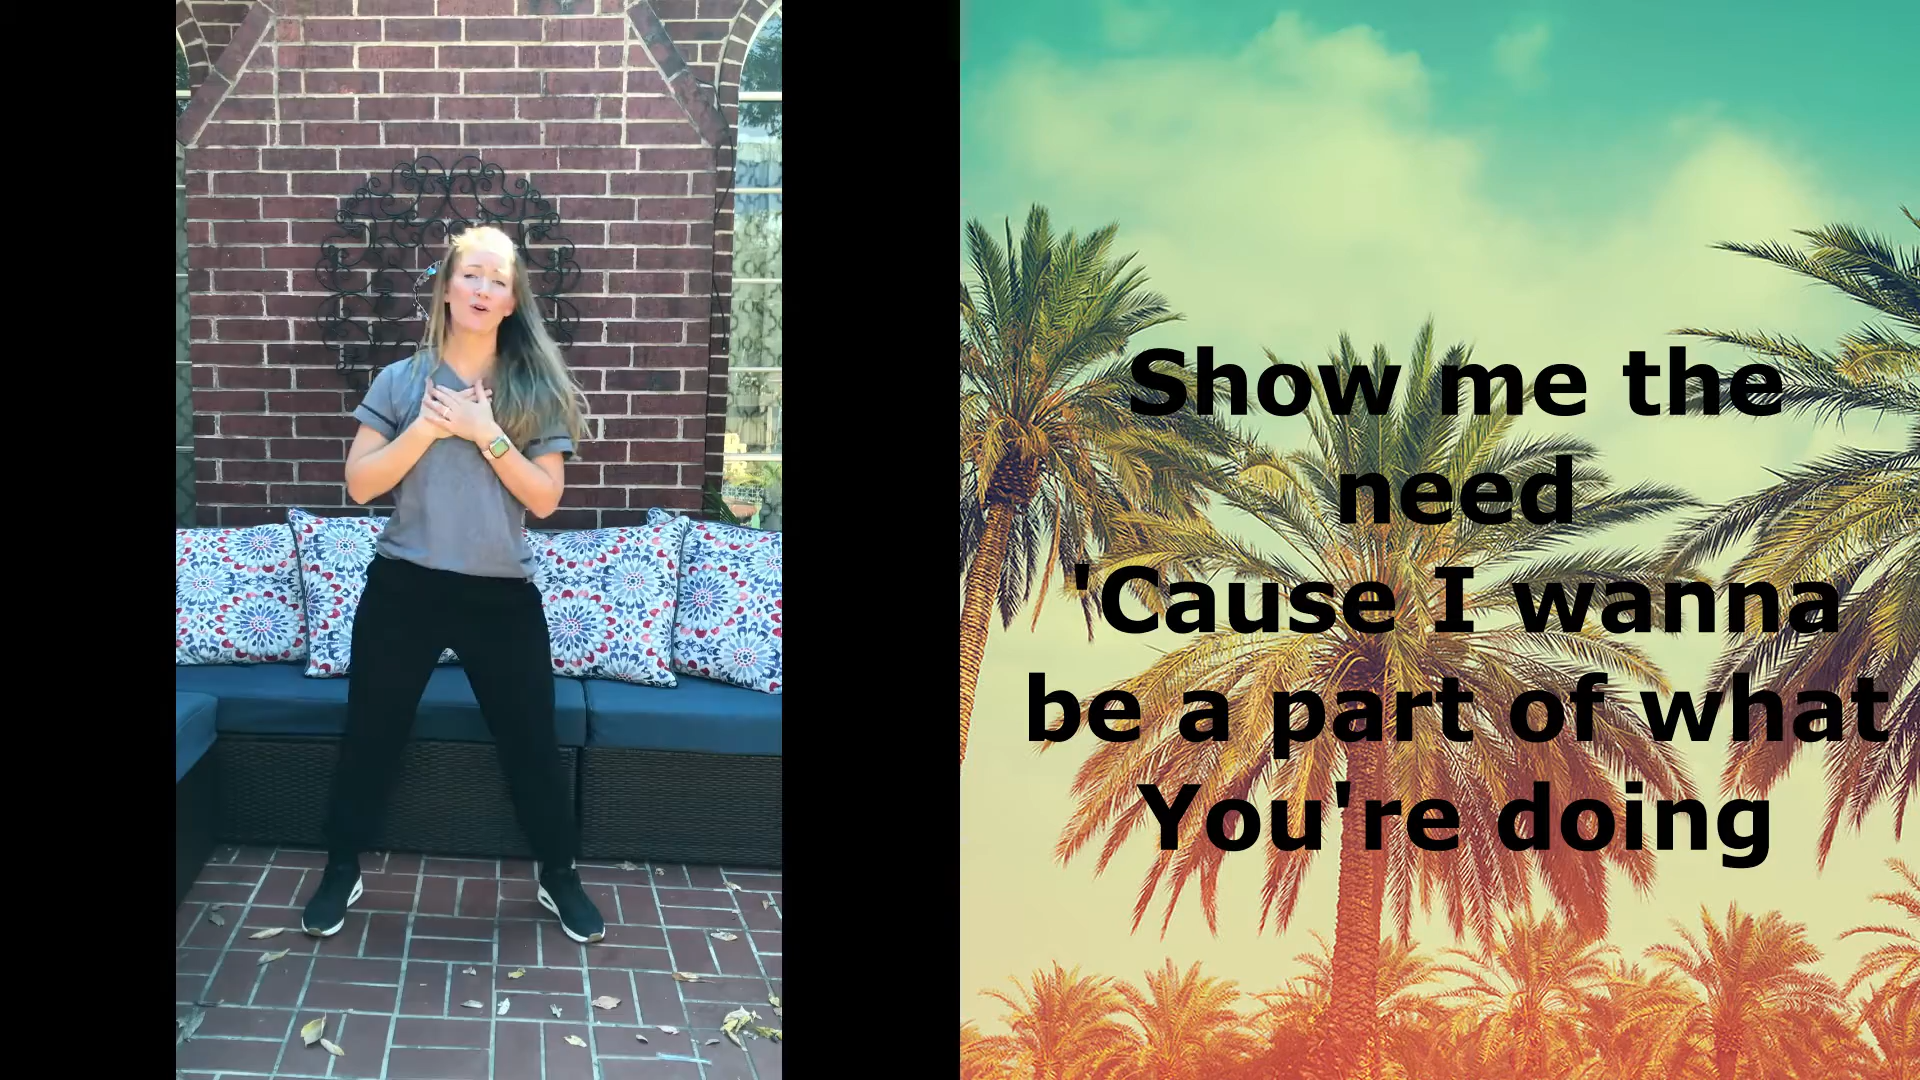 Show me the
need
'Cause I wanna
be a part of what
You're doing